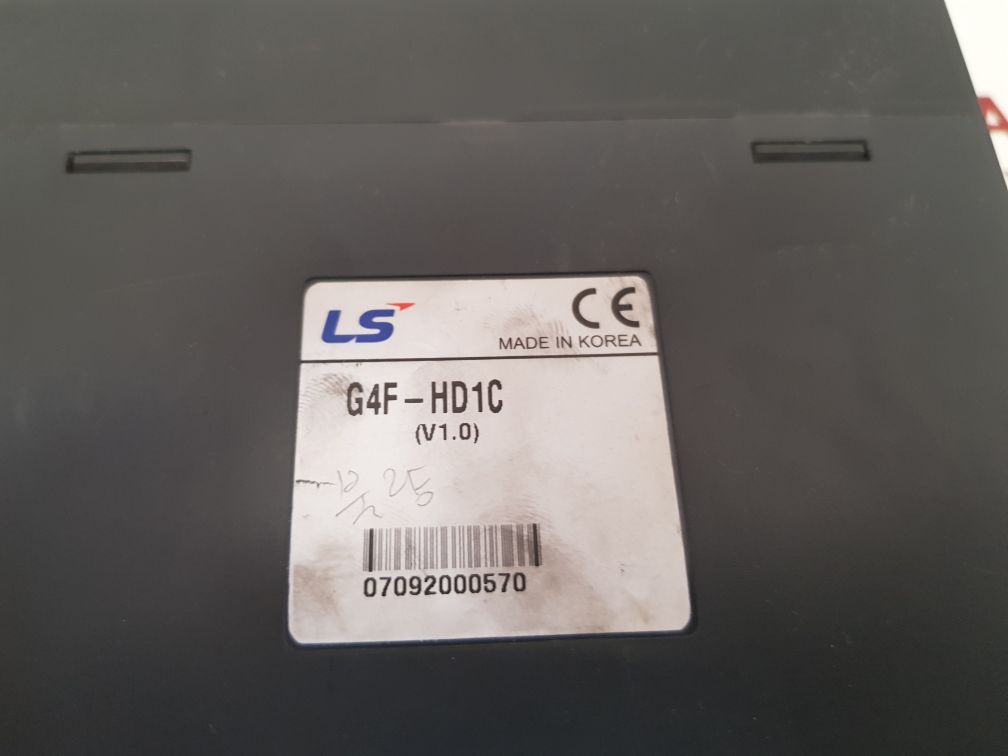 LS
CE
MADE IN KOREA
G4F-HD1C
(V1.0)
07092000570